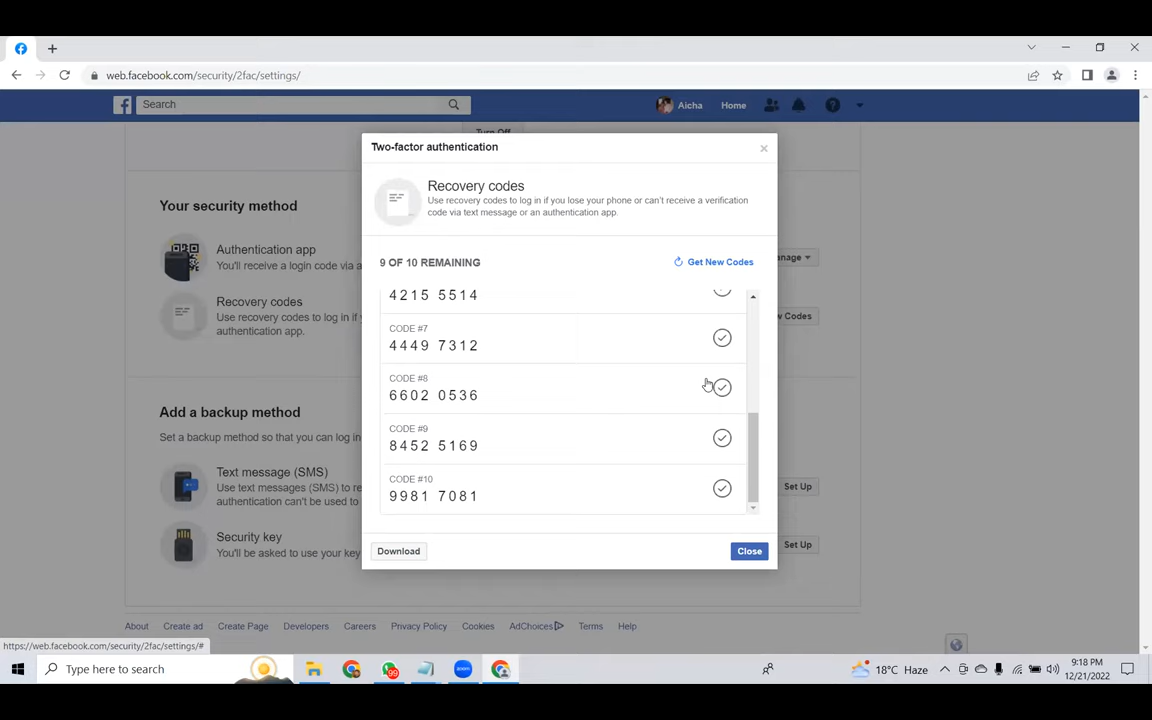 web.facebook.com/security/2fac/settings/
Search
Aicha
Home
Turn Off
Two-factor authentication
Recovery codes
Use recovery codes to log in if you lose your phone or can't receive a verification
code via text message or an authentication app.
9 OF 10 REMAINING
Get New Codes
4215 5514
CODE #7
4449 7312
CODE #8
6602 0536
CODE #9
8452 5169
CODE #10
9981 7081
Download
Close
Your security method
Authentication app
You'll receive a login code via a
Recovery codes
Use recovery codes to log in if
authentication app.
Codes
Add a backup method
Set a backup method so that you can log in
Text message (SMS)
Use text messages (SMS) to re
authentication can't be used to
Set Up
Security key
You'll be asked to use your key
Set Up
About
Create ad
Create Page
Developers
Careers
Privacy Policy
Cookies
AdChoices
Terms
Help
https://web.facebook.com/security/2fac/settings/#
Type here to search
99
zoom
18°C Haze
9:18 PM
12/21/2022